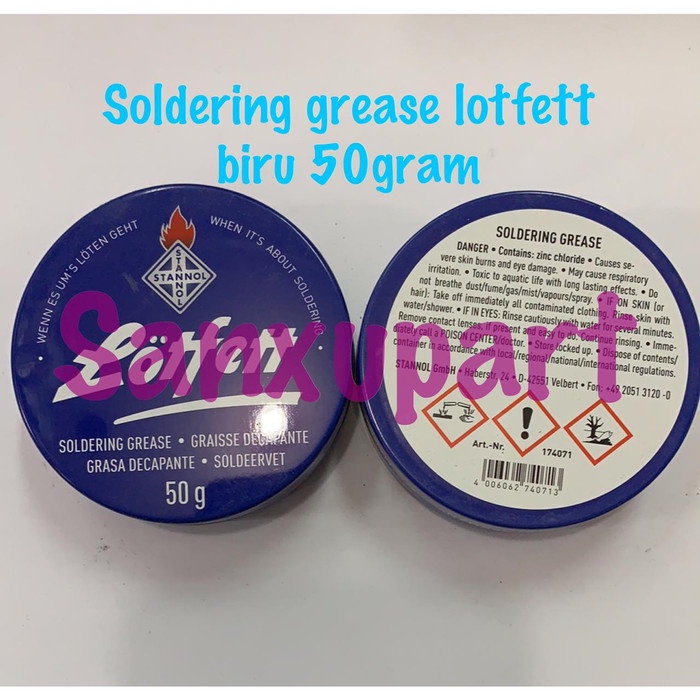 Soldering grease lotfett
biru 50gram
WENN ES UM'S LÖTEN GEHT
WHEN IT'S ABOUT SOLDERING
STANNOL
STANNOL
Lötfett
SOLDERING GREASE • GRAISSE DECAPANTE
GRASA DECAPANTE • SOLDEERVET
50 g
Sanxupart
SOLDERING GREASE
DANGER • Contains: zinc chloride • Causes se-
vere skin burns and eye damage. • May cause respiratory
irritation. • Toxic to aquatic life with long lasting effects. • Do
not breathe dust/fume/gas/mist/vapours/spray. • IF ON SKIN (or
hair): Take off immediately all contaminated clothing. Rinse skin with
water/shower. • IF IN EYES: Rinse cautiously with water for several minutes.
Remove contact lenses, if present and easy to do. Continue rinsing. • Imme-
diately call a POISON CENTER/doctor. • Store locked up. • Dispose of contents/
container in accordance with local/regional/national/international regulations.
STANNOL GmbH • Haberstr. 24 • D-42551 Velbert • Fon: +49 2051 3120 -0
Art.-Nr. 174071
4 006062 740713